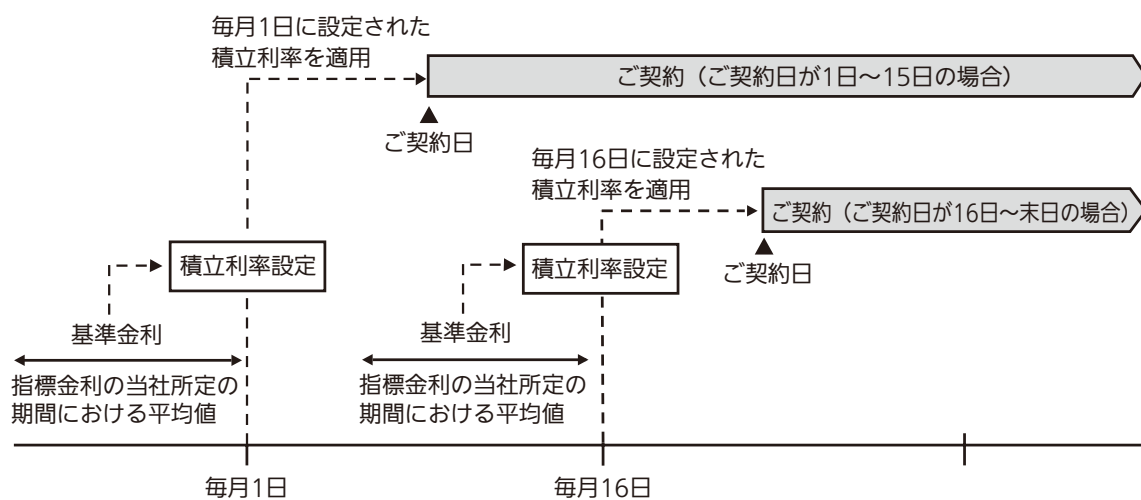 毎月1日に設定された
積立利率を適用
ご契約（ご契約日が1日～15日の場合）
ご契約日
毎月16日に設定された
積立利率を適用
ご契約（ご契約日が16日～末日の場合）
ご契約日
積立利率設定
積立利率設定
基準金利
基準金利
指標金利の当社所定の
期間における平均値
指標金利の当社所定の
期間における平均値
毎月1日
毎月16日